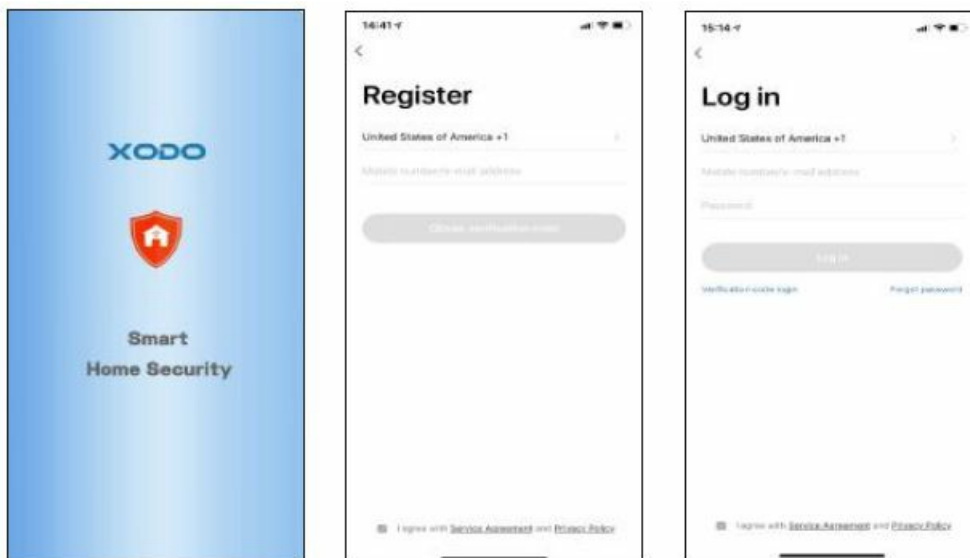 XODO
Smart
Home Security
14:41
Register
United States of America +1
Mobile number/e-mail address
Obtain verification code
I agree with Service Agreement and Privacy Policy
15:14
Log in
United States of America +1
Mobile number/e-mail address
Password
Log in
Verification code login
Forgot password
I agree with Service Agreement and Privacy Policy